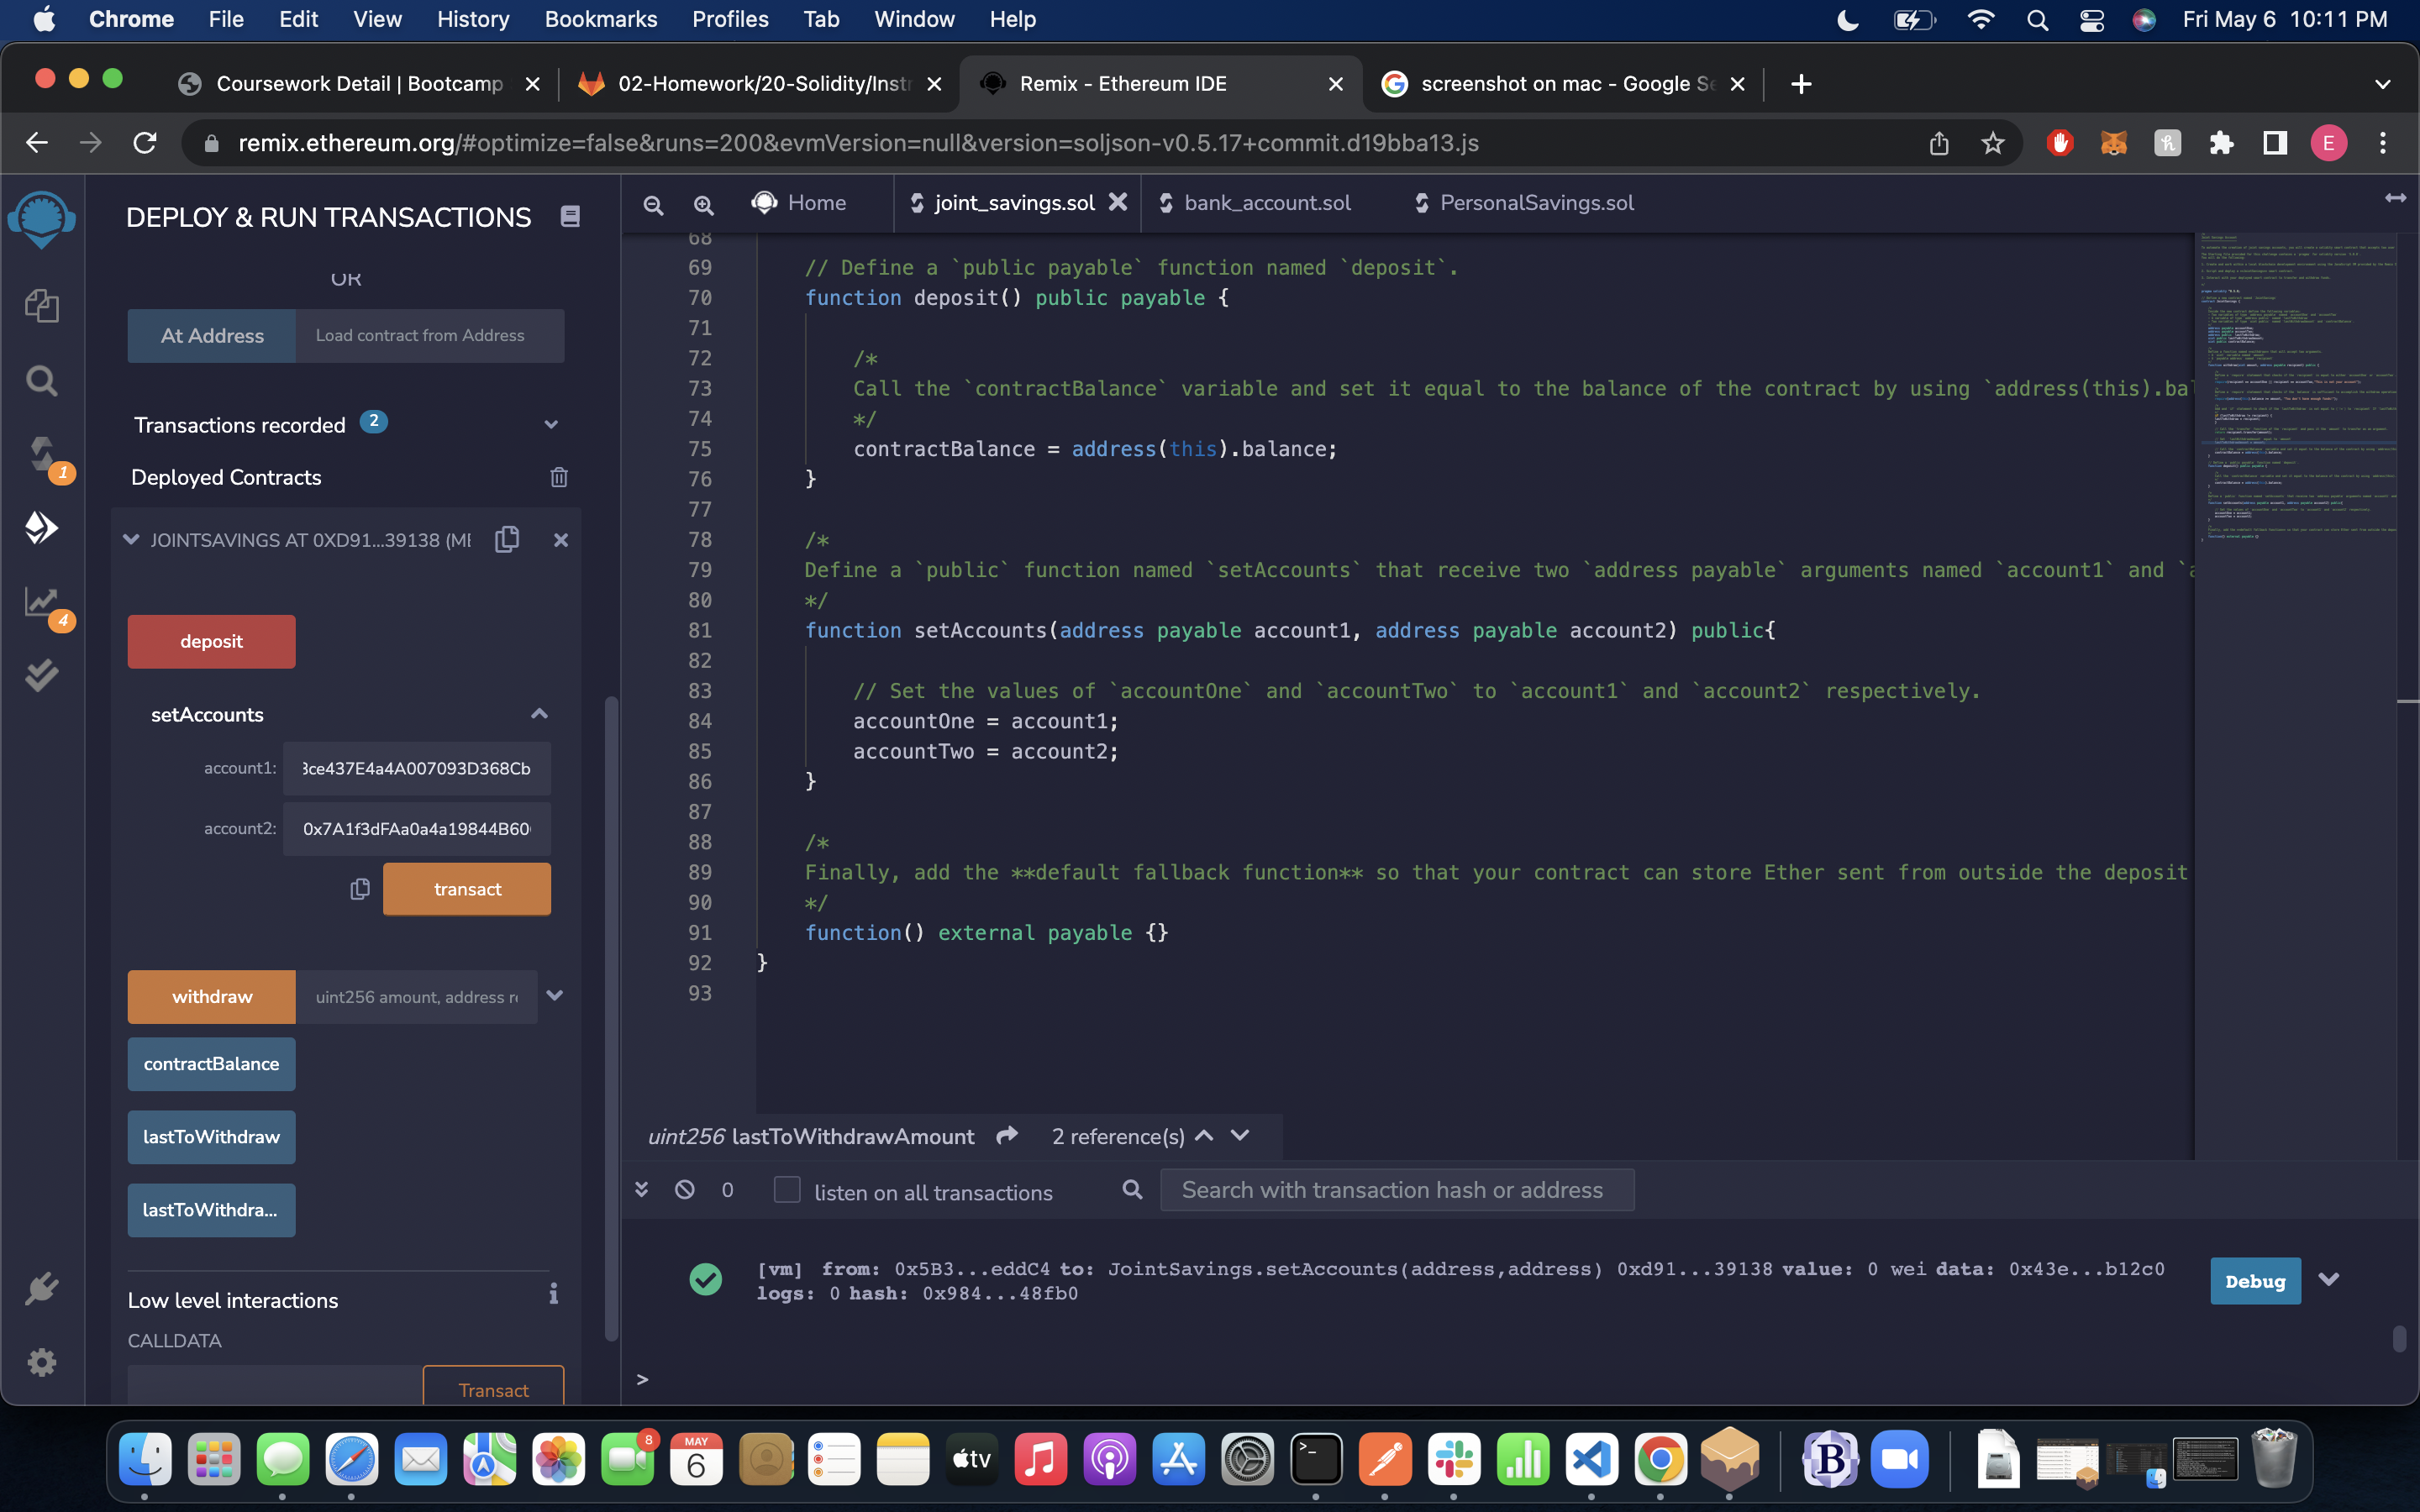 Chrome File Edit View History Bookmarks Profiles Tab Window Help Fri May 6 10:11 PM
Coursework Detail | Bootcamp
02-Homework/20-Solidity/Instr
Remix - Ethereum IDE
screenshot on mac - Google Se
remix.ethereum.org/#optimize=false&runs=200&evmVersion=null&version=soljson-v0.5.17+commit.d19bba13.js
E
DEPLOY & RUN TRANSACTIONS
OR
At Address Load contract from Address
Transactions recorded 2
Deployed Contracts
1
JOINTSAVINGS AT 0XD91...39138 (ME
4
deposit
setAccounts
account1: 3ce437E4a4A007093D368Cb
account2: 0x7A1f3dFAa0a4a19844B60
transact
withdraw uint256 amount, address re
contractBalance
lastToWithdraw
lastToWithdra...
Low level interactions
i
CALLDATA
Transact
Home joint_savings.sol bank_account.sol PersonalSavings.sol
68
69 // Define a `public payable` function named `deposit`.
70 function deposit() public payable {
71
72 /*
73 Call the `contractBalance` variable and set it equal to the balance of the contract by using `address(this).bal
74 */
75 contractBalance = address(this).balance;
76 }
77
78 /*
79 Define a `public` function named `setAccounts` that receive two `address payable` arguments named `account1` and `a
80 */
81 function setAccounts(address payable account1, address payable account2) public{
82
83 // Set the values of `accountOne` and `accountTwo` to `account1` and `account2` respectively.
84 accountOne = account1;
85 accountTwo = account2;
86 }
87
88 /*
89 Finally, add the **default fallback function** so that your contract can store Ether sent from outside the deposit
90 */
91 function() external payable {}
92 }
93
uint256 lastToWithdrawAmount 2 reference(s)
0 listen on all transactions Search with transaction hash or address
[vm] from: 0x5B3...eddC4 to: JointSavings.setAccounts(address,address) 0xd91...39138 value: 0 wei data: 0x43e...b12c0
logs: 0 hash: 0x984...48fb0
Debug
>
8
MAY
6
tv
B